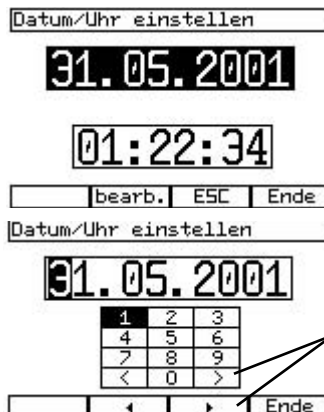 Datum/Uhr einstellen
31.05.2001
01:22:34
bearb. ESC Ende
Datum/Uhr einstellen
31.05.2001
1 2 3
4 5 6
7 8 9
< 0 >
Ende